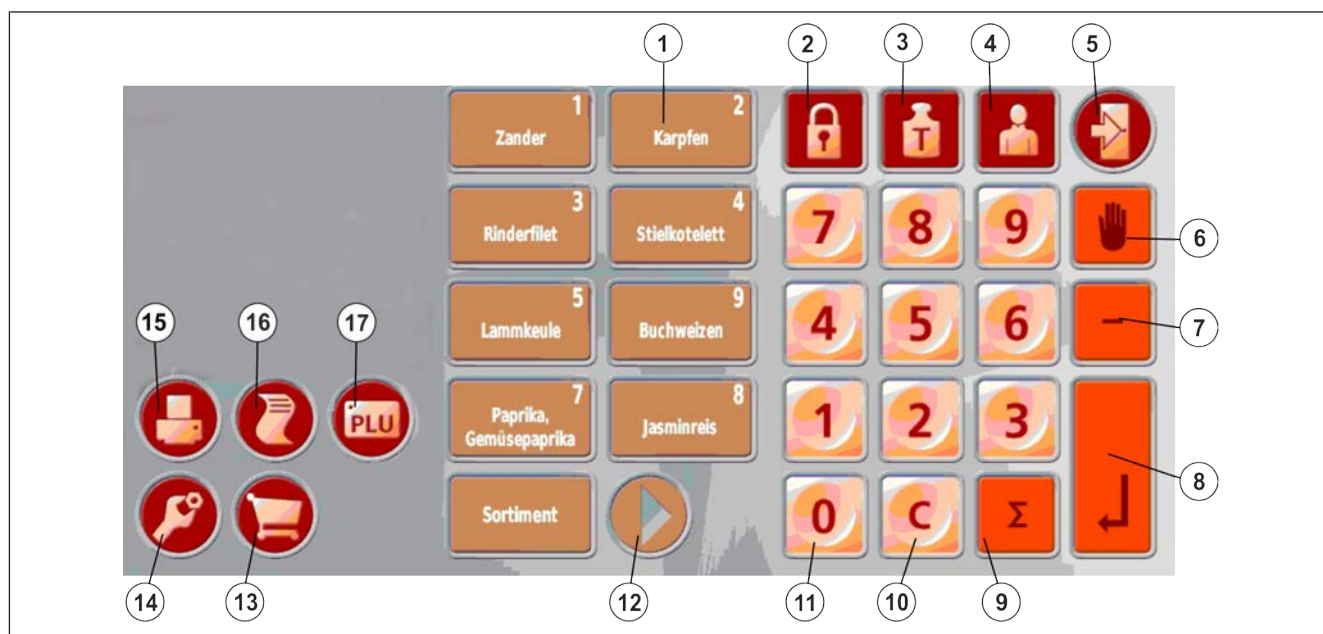 1
2
3
4
5
1
Zander
2
Karpfen
T
3
Rinderfilet
4
Stielkotelett
7
8
9
6
5
Lammkeule
9
Buchweizen
4
5
6
–
7
15
16
17
7
Paprika,
Gemüsepaprika
8
Jasminreis
1
2
3
PLU
8
Sortiment
0
C
Σ
14
13
12
11
10
9